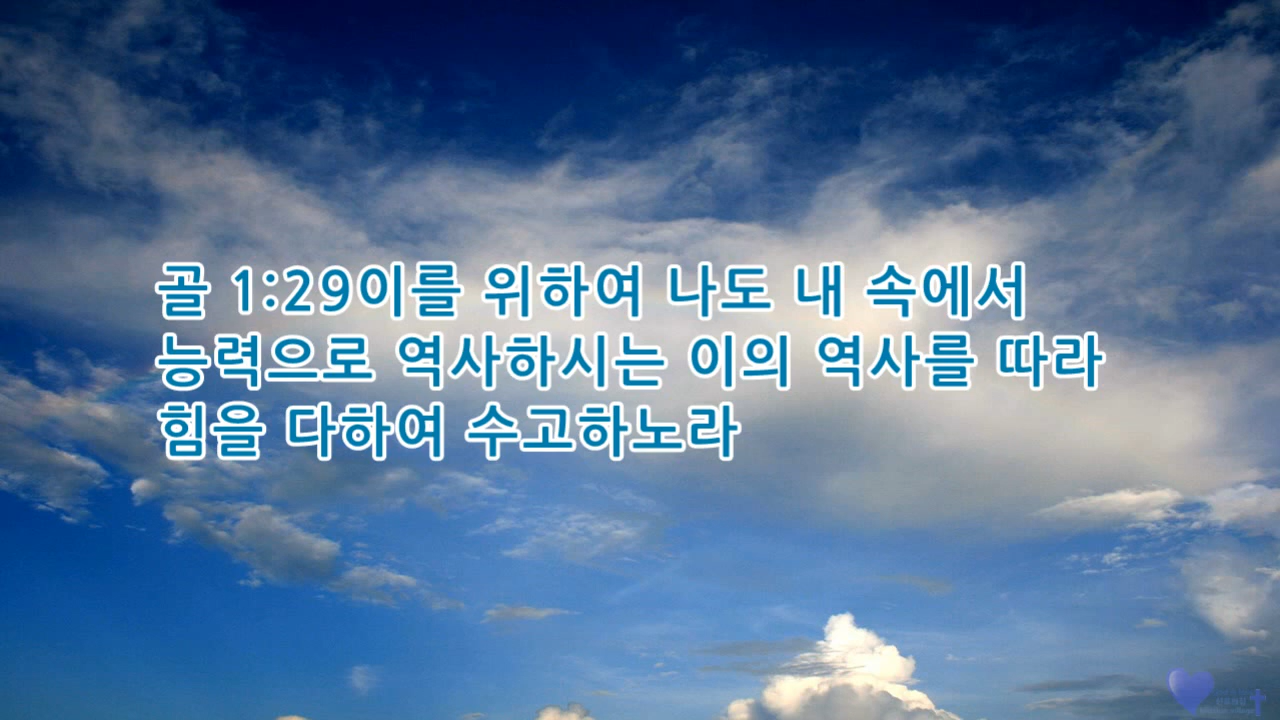 골 1:29이를 위하여 나도 내 속에서
능력으로 역사하시는 이의 역사를 따라
힘을 다하여 수고하노라